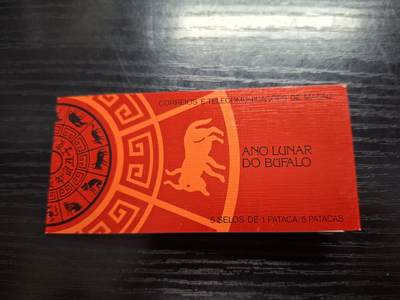 CORREIOS E TELECOMUNICAÇÕES DE MACAU
ANO LUNAR
DO BÚFALO
5 SELOS DE 1 PATACA/5 PATACAS